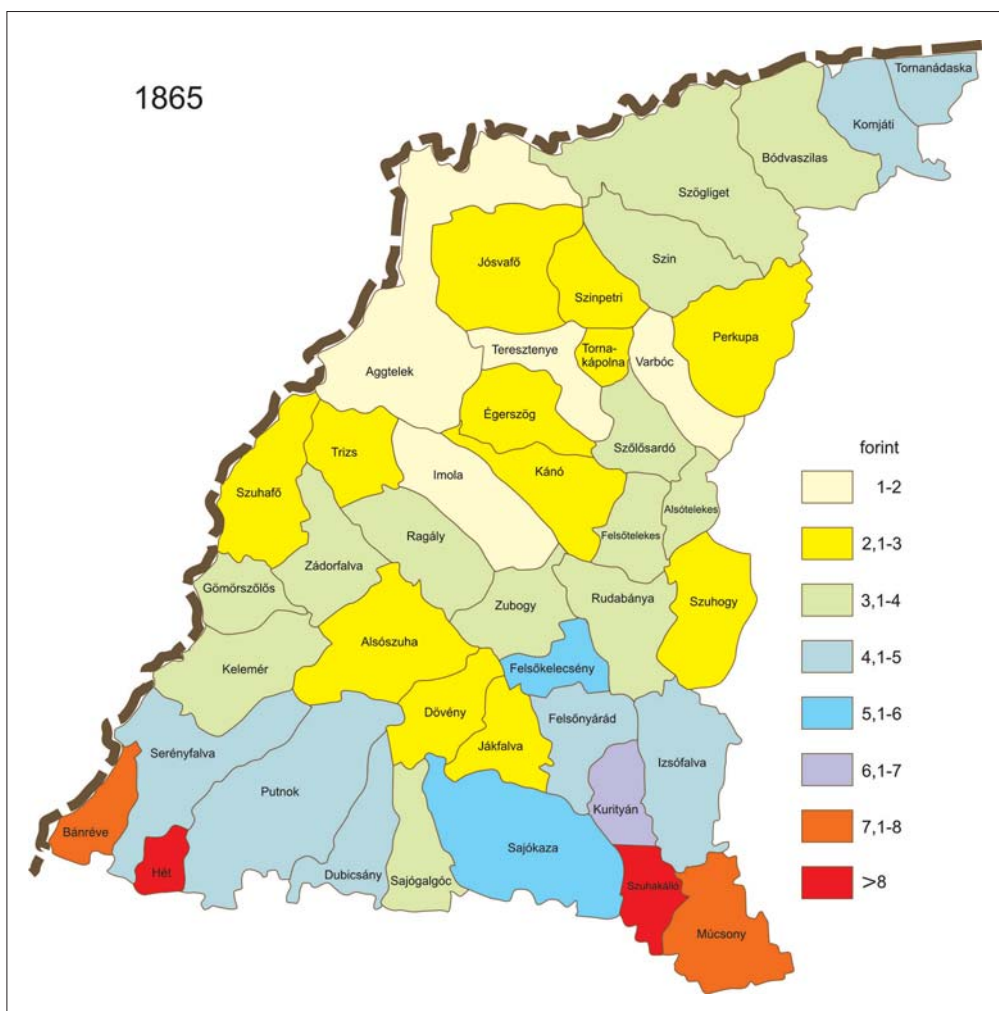 1865
Tornanádaska
Komjáti
Bódvaszilas
Szögliget
Szin
Jósvafő
Szinpetri
Perkupa
Teresztenye
Torna-
kápolna
Varbóc
Aggtelek
Égerszög
Szőlősardó
Trizs
Imola
Kánó
Szuhafő
Alsótelekes
Felsőtelekes
Ragály
Zádorfalva
Gömörszőlős
Zubogy
Rudabánya
Szuhogy
Alsószuha
Kelemér
Felsőkelecsény
Dövény
Felsőnyárád
Jákfalva
Serényfalva
Izsófalva
Putnok
Kurityán
Bánréve
Sajókaza
Hét
Dubicsány
Sajógalgóc
Szuhakálló
Múcsony
forint
1-2
2,1-3
3,1-4
4,1-5
5,1-6
6,1-7
7,1-8
>8